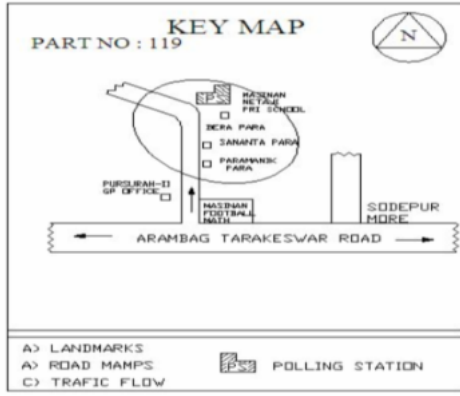 KEY MAP
PART NO : 119
N
PS
MASINAN
NETAJI
PRI SCHOOL
BERA PARA
SAMANTA PARA
PARAMANIK
PARA
PURSURAH-II
GP OFFICE
MASINAN
FOOTBALL
MATH
SODEPUR
MORE
ARAMBAG TARAKESWAR ROAD
A) LANDMARKS
A) ROAD MAMPS
C) TRAFIC FLOW
PS
POLLING STATION